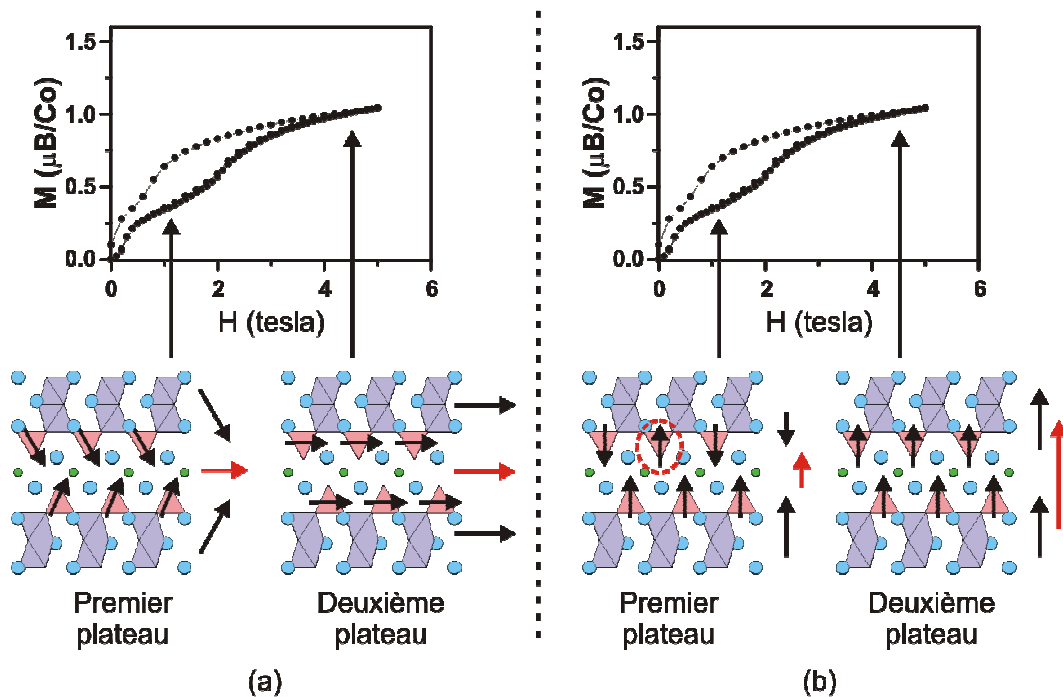 1.5
1.0
0.5
0.0
M (μB/Co)
0 2 4 6
H (tesla)
Premier
plateau
Deuxième
plateau
(a)
1.5
1.0
0.5
0.0
M (μB/Co)
0 2 4 6
H (tesla)
Premier
plateau
Deuxième
plateau
(b)